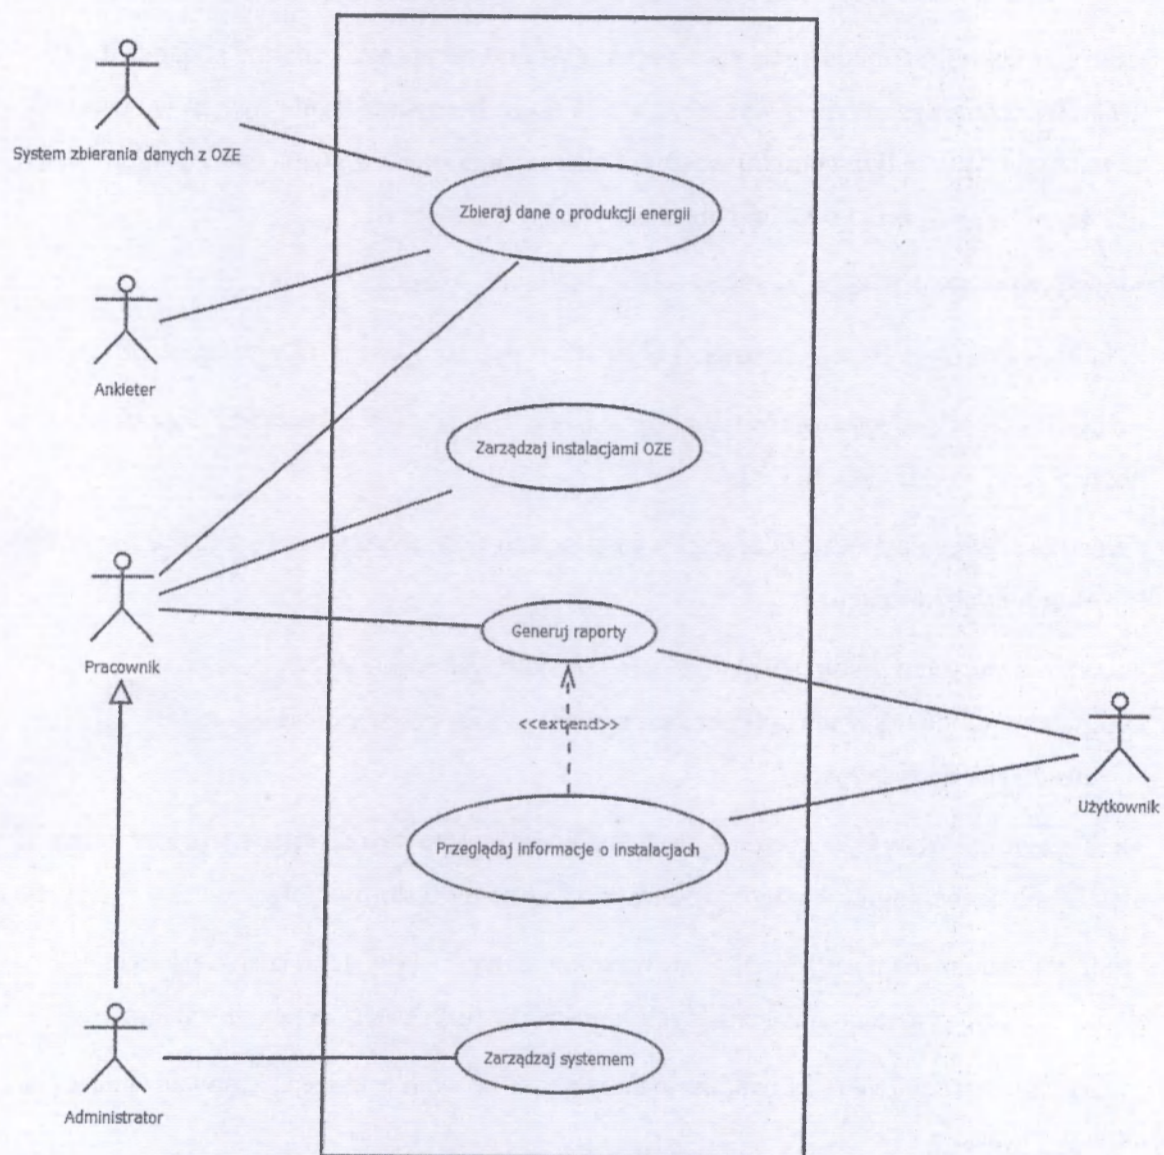 System zbierania danych z OZE
Zbieraj dane o produkcji energii
Ankieter
Zarządzaj instalacjami OZE
Generuj raporty
Pracownik
<<extend>>
Użytkownik
Przeglądaj informacje o instalacjach
Zarządzaj systemem
Administrator